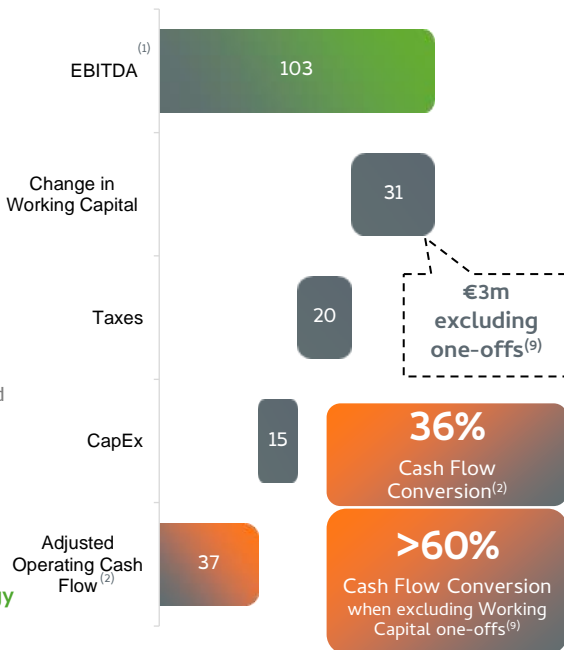 EBITDA (1)
103
Change in
Working Capital
31
€3m
excluding
one-offs(9)
Taxes
20
CapEx
15
36%
Cash Flow
Conversion(2)
Adjusted
Operating Cash
Flow (2)
37
>60%
Cash Flow Conversion
when excluding Working
Capital one-offs(9)